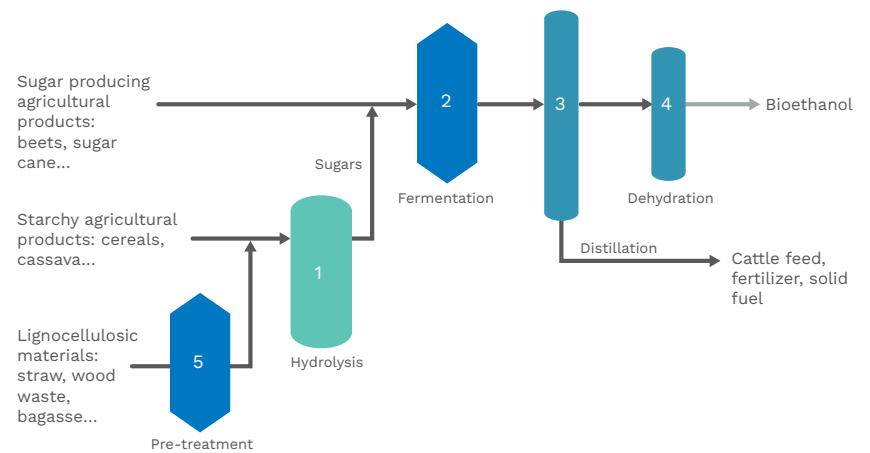 Sugar producing
agricultural
products:
beets, sugar
cane...
2
3
4
Bioethanol
Sugars
Fermentation
Dehydration
Starchy agricultural
products: cereals,
cassava...
1
Hydrolysis
Distillation
Cattle feed,
fertilizer, solid
fuel
Lignocellulosic
materials:
straw, wood
waste,
bagasse...
5
Pre-treatment